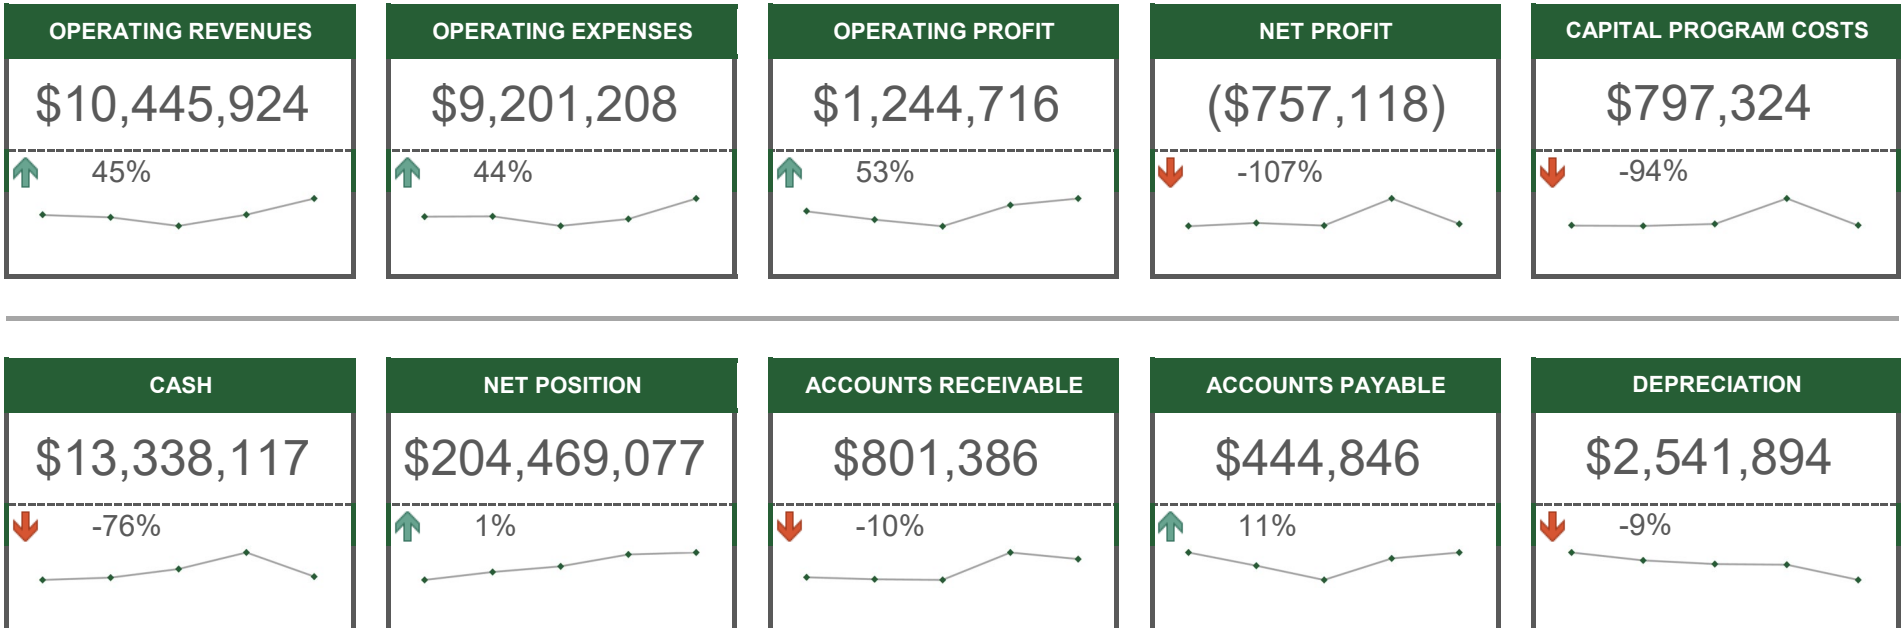 OPERATING REVENUES
$10,445,924
45%
OPERATING EXPENSES
$9,201,208
44%
OPERATING PROFIT
$1,244,716
53%
NET PROFIT
($757,118)
-107%
CAPITAL PROGRAM COSTS
$797,324
-94%
CASH
$13,338,117
-76%
NET POSITION
$204,469,077
1%
ACCOUNTS RECEIVABLE
$801,386
-10%
ACCOUNTS PAYABLE
$444,846
11%
DEPRECIATION
$2,541,894
-9%